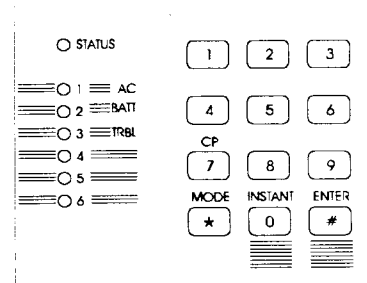 STATUS
1 AC
2 BATT
3 TRBL
4
5
6
1 2 3
4 5 6
CP
7 8 9
MODE INSTANT ENTER
* 0 #